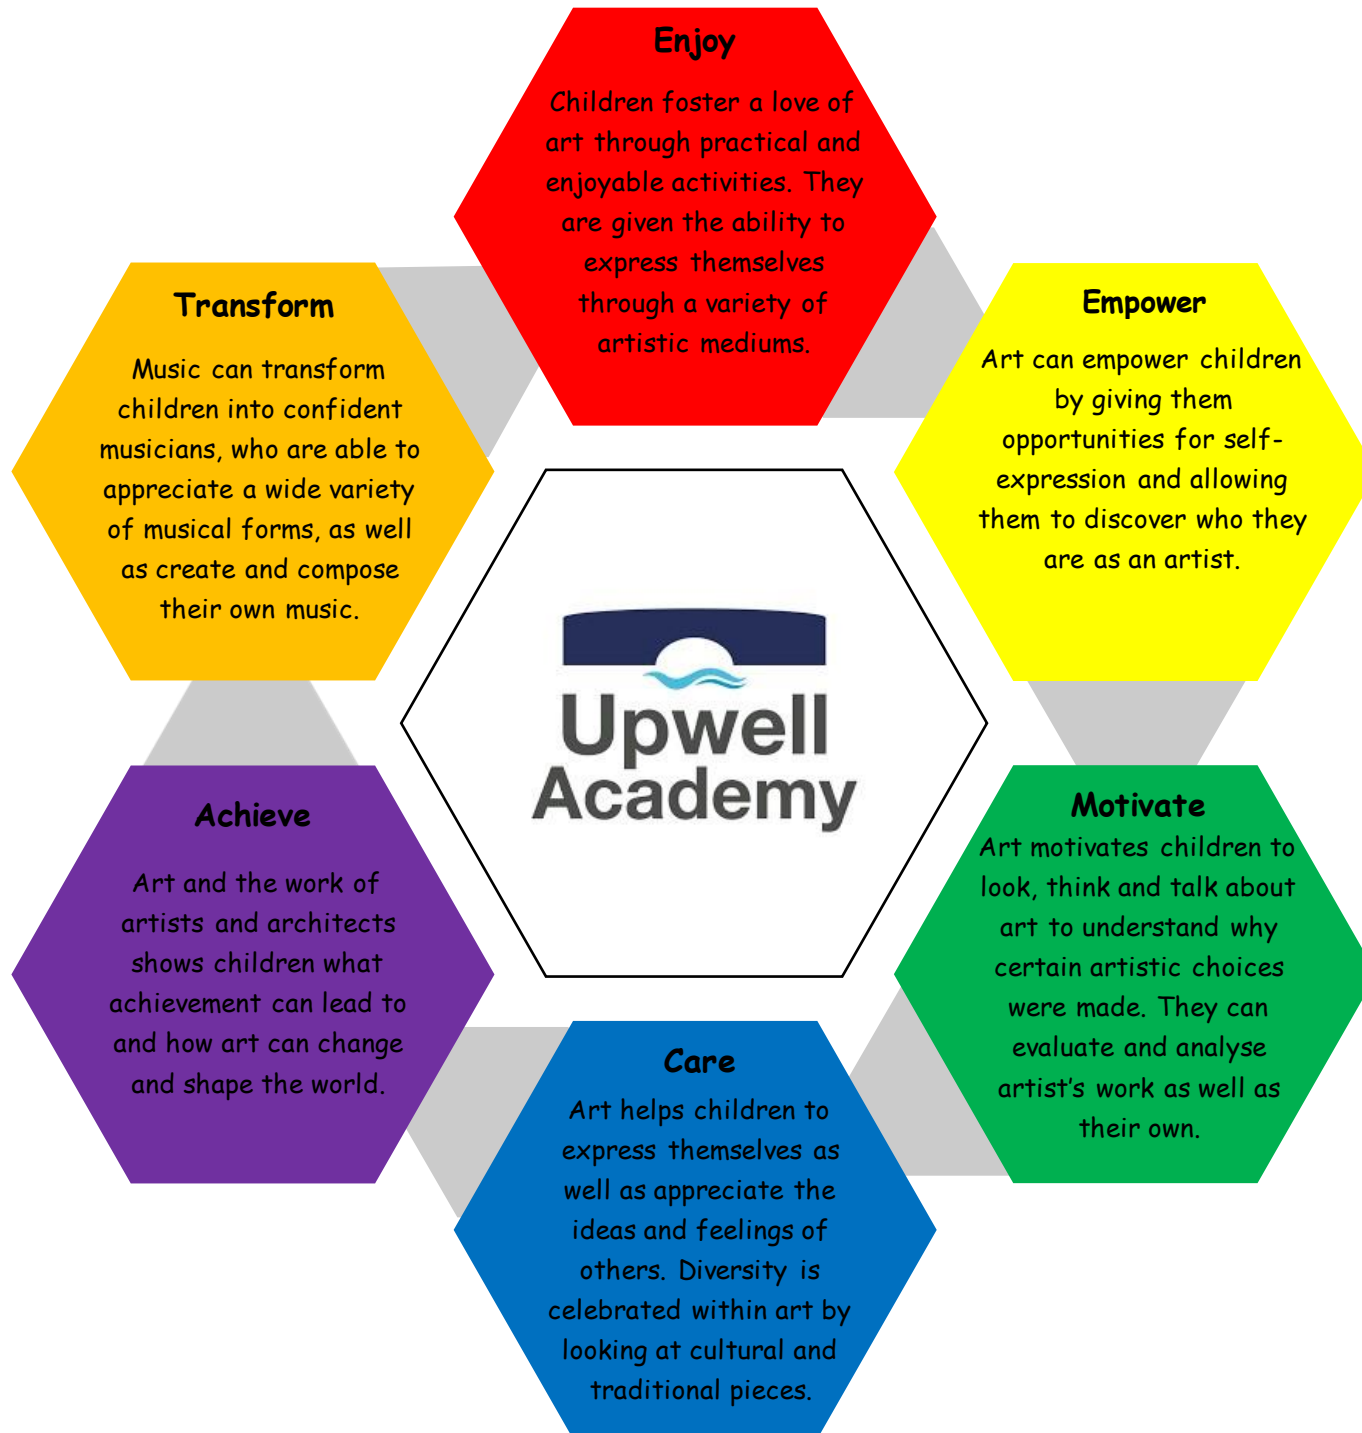 Enjoy
Children foster a love of
art through practical and
enjoyable activities. They
are given the ability to
express themselves
through a variety of
artistic mediums.
Empower
Art can empower children
by giving them
opportunities for self-
expression and allowing
them to discover who they
are as an artist.
Motivate
Art motivates children to
look, think and talk about
art to understand why
certain artistic choices
were made. They can
evaluate and analyse
artist’s work as well as
their own.
Care
Art helps children to
express themselves as
well as appreciate the
ideas and feelings of
others. Diversity is
celebrated within art by
looking at cultural and
traditional pieces.
Achieve
Art and the work of
artists and architects
shows children what
achievement can lead to
and how art can change
and shape the world.
Transform
Music can transform
children into confident
musicians, who are able to
appreciate a wide variety
of musical forms, as well
as create and compose
their own music.
Upwell
Academy